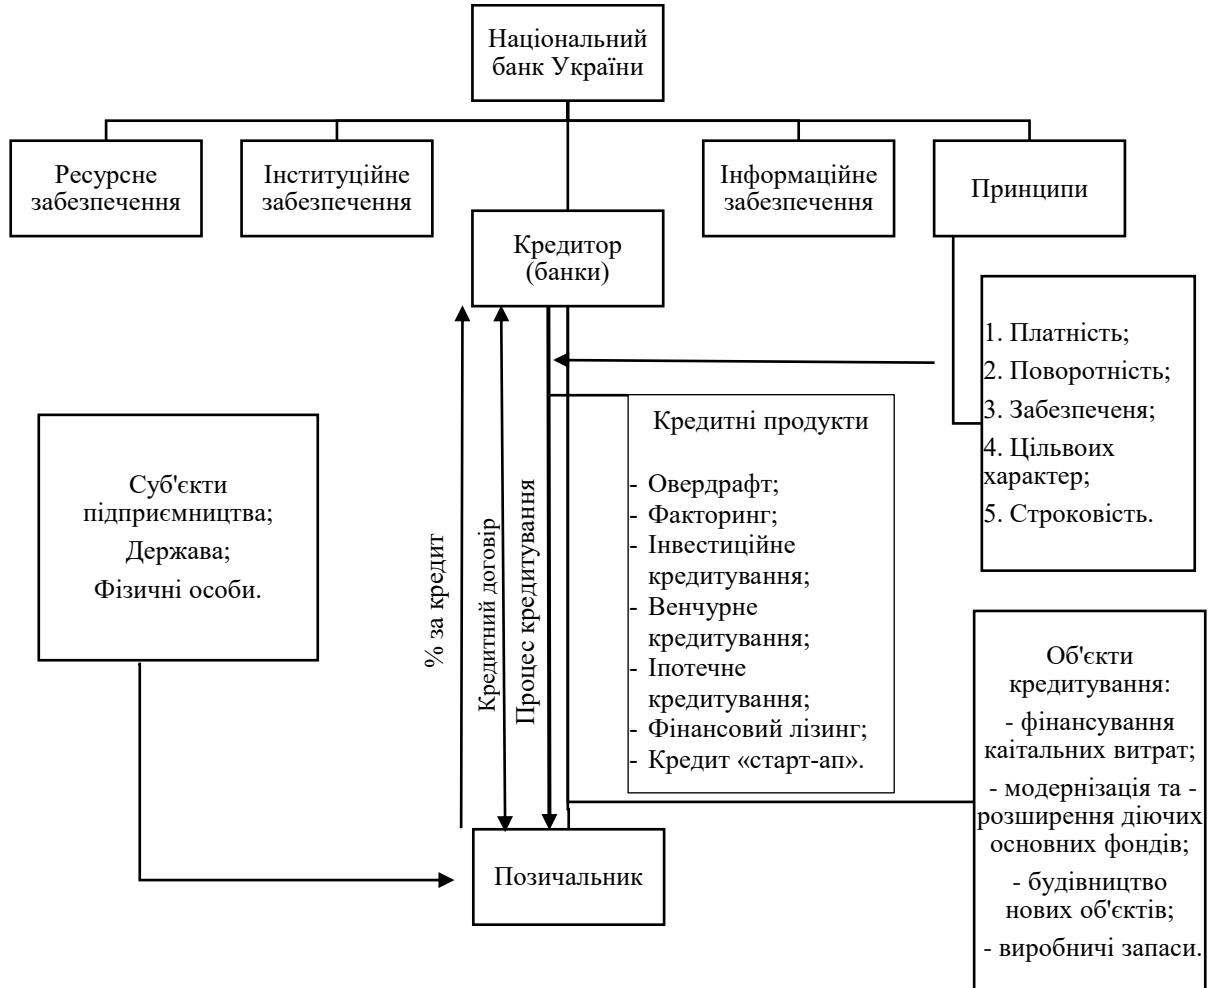 Національний
банк України
Ресурсне
забезпечення
Інституційне
забезпечення
Інформаційне
забезпечення
Принципи
Кредитор
(банки)
1. Платність;
2. Поворотність;
3. Забезпеченя;
4. Цільвоих
характер;
5. Строковість.
Суб'єкти
підприємництва;
Держава;
Фізичні особи.
% за кредит
Кредитний договір
Процес кредитування
Кредитні продукти
- Овердрафт;
- Факторинг;
- Інвестиційне
кредитування;
- Венчурне
кредитування;
- Іпотечне
кредитування;
- Фінансовий лізинг;
- Кредит «старт-ап».
Об'єкти
кредитування:
- фінансування
каітальних витрат;
- модернізація та -
розширення діючих
основних фондів;
- будівництво
нових об'єктів;
- виробничі запаси.
Позичальник